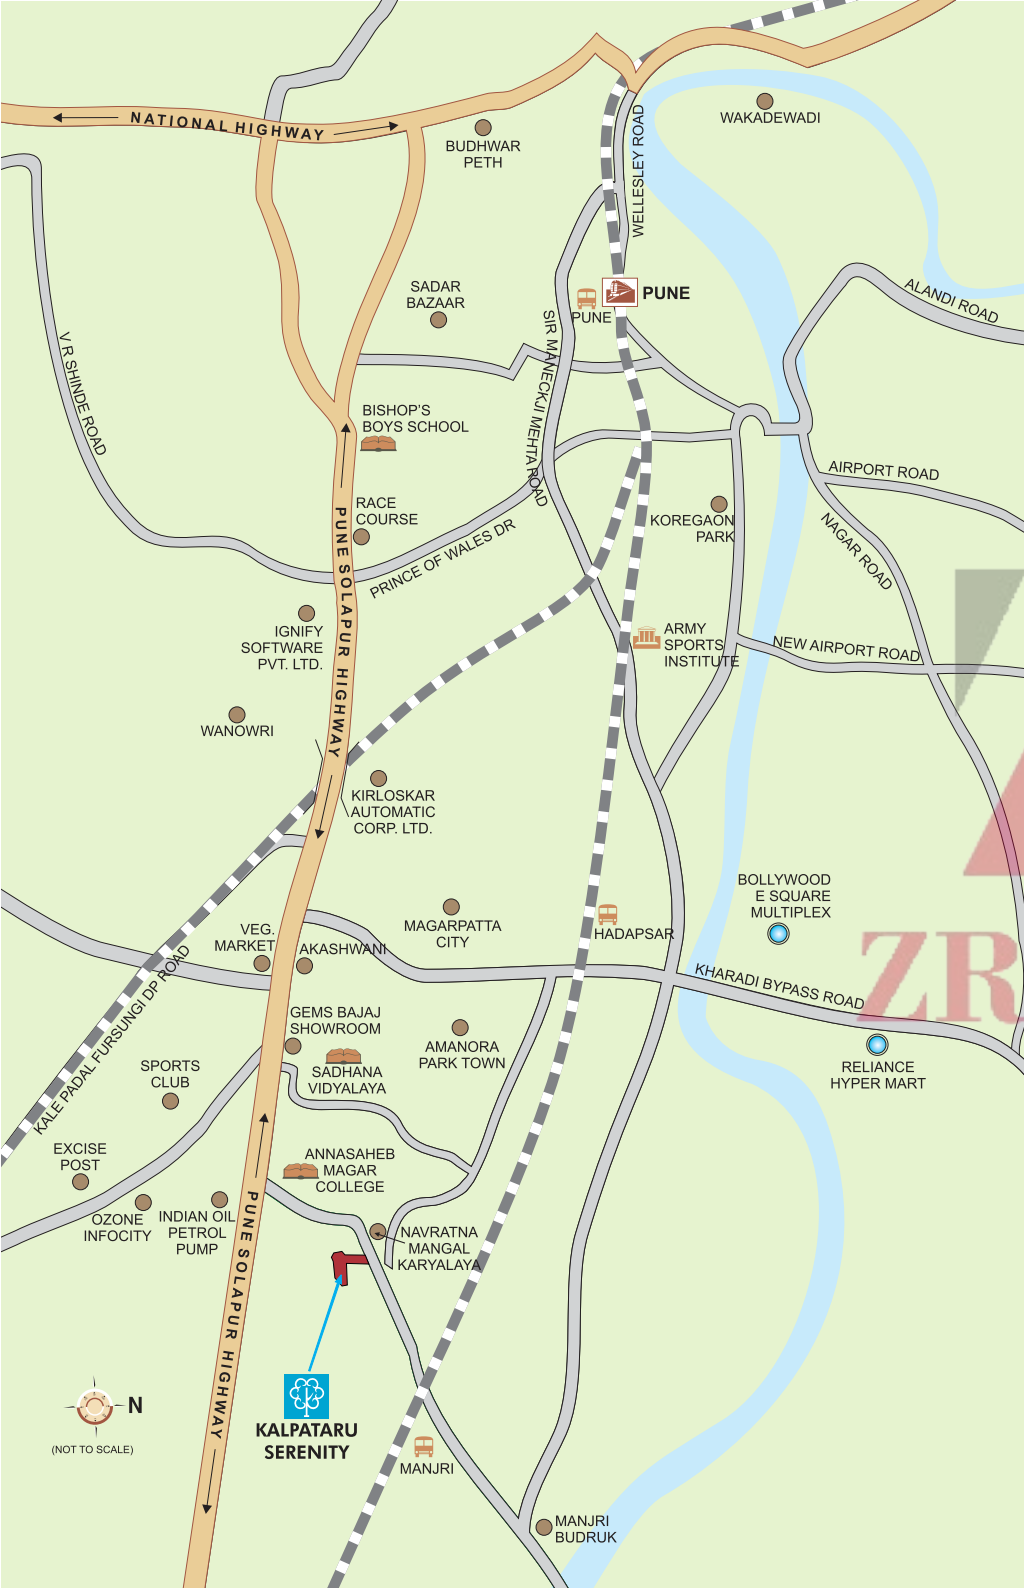 NATIONAL HIGHWAY
WAKADEWADI
BUDHWAR
PETH
WELLESLEY ROAD
SADAR
BAZAAR
PUNE
PUNE
ALANDI ROAD
V R SHINDE ROAD
SIR MANECKJI MEHTA ROAD
BISHOP'S
BOYS SCHOOL
AIRPORT ROAD
RACE
COURSE
KOREGAON
PARK
NAGAR ROAD
PRINCE OF WALES DR
PUNE SOLAPUR HIGHWAY
IGNIFY
SOFTWARE
PVT. LTD.
ARMY
SPORTS
INSTITUTE
NEW AIRPORT ROAD
WANOWRI
KIRLOSKAR
AUTOMATIC
CORP. LTD.
BOLLYWOOD
E SQUARE
MULTIPLEX
MAGARPATTA
CITY
HADAPSAR
VEG.
MARKET
AKASHWANI
KHARADI BYPASS ROAD
ZR
KALE PADAL FURSUNGI DP ROAD
GEMS BAJAJ
SHOWROOM
AMANORA
PARK TOWN
SPORTS
CLUB
SADHANA
VIDYALAYA
RELIANCE
HYPER MART
EXCISE
POST
ANNASAHEB
MAGAR
COLLEGE
OZONE
INFOCITY
INDIAN OIL
PETROL
PUMP
PUNE SOLAPUR HIGHWAY
NAVRATNA
MANGAL
KARYALAYA
N
(NOT TO SCALE)
KALPATARU
SERENITY
MANJRI
MANJRI
BUDRUK